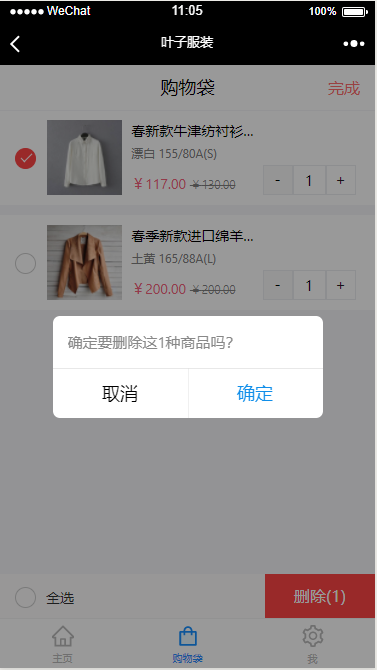 ●●●●● WeChat 11:05 100%
叶子服装
购物袋 完成
春新款牛津纺衬衫...
漂白 155/80A(S)
￥117.00 ￥130.00 - 1 +
春季新款进口绵羊...
土黄 165/88A(L)
￥200.00 ￥200.00 - 1 +
确定要删除这1种商品吗?
取消 确定
全选 删除(1)
主页 购物袋 我